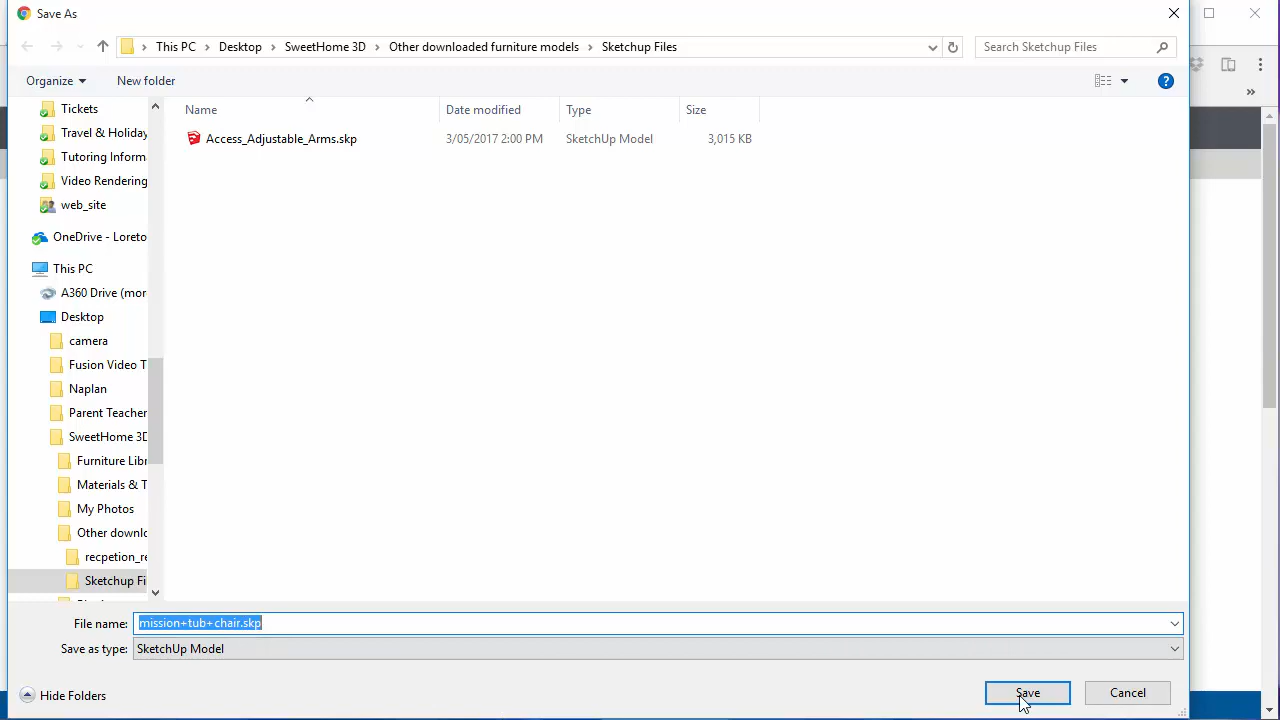 Save As
This PC > Desktop > SweetHome 3D > Other downloaded furniture models > Sketchup Files
Search Sketchup Files
Organize
New folder
?
»
Name
Date modified
Type
Size
Access_Adjustable_Arms.skp
3/05/2017 2:00 PM
SketchUp Model
3,015 KB
Tickets
Travel & Holiday
Tutoring Inform
Video Rendering
web_site
OneDrive - Loreto
This PC
A360 Drive (mor
Desktop
camera
Fusion Video T
Naplan
Parent Teacher
SweetHome 3D
Furniture Libr
Materials & T
My Photos
Other downlo
recpetion_re
Sketchup Fi
File name:
mission+tub+chair.skp
Save as type:
SketchUp Model
Hide Folders
Save
Cancel